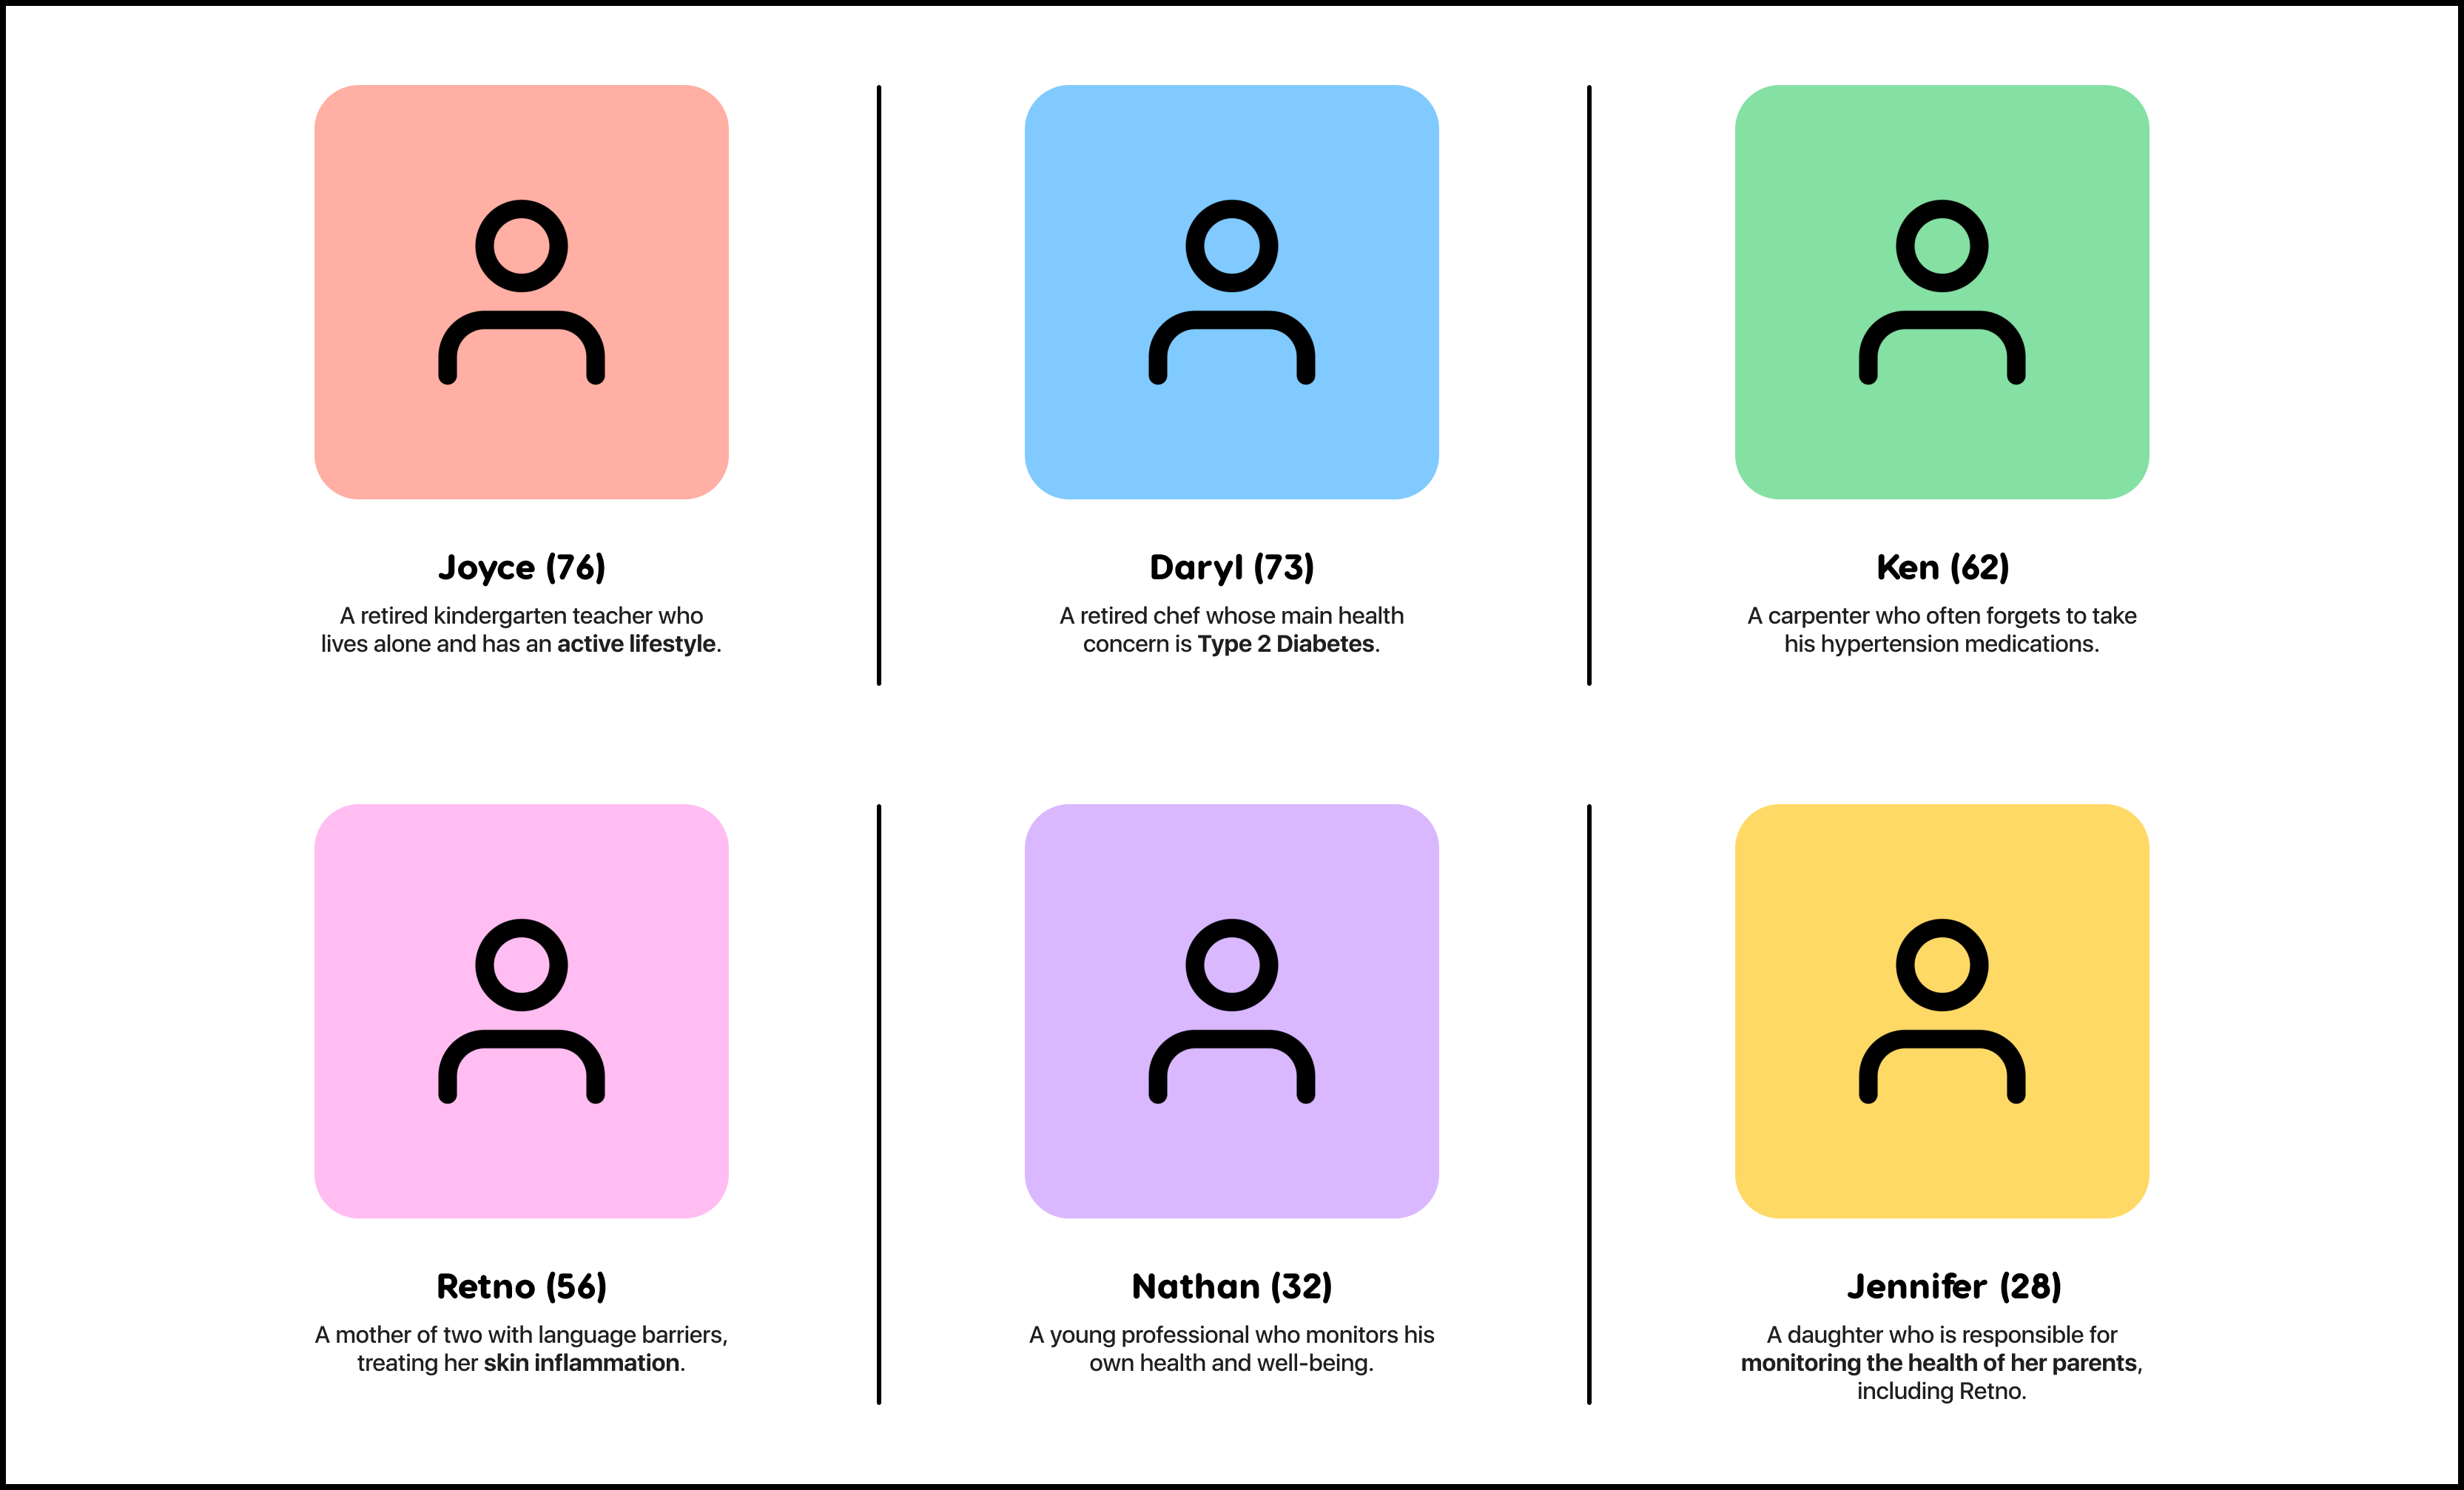 Joyce (76)
A retired kindergarten teacher who
lives alone and has an active lifestyle.
Daryl (73)
A retired chef whose main health
concern is Type 2 Diabetes.
Ken (62)
A carpenter who often forgets to take
his hypertension medications.
Retno (56)
A mother of two with language barriers,
treating her skin inflammation.
Nathan (32)
A young professional who monitors his
own health and well-being.
Jennifer (28)
A daughter who is responsible for
monitoring the health of her parents,
including Retno.